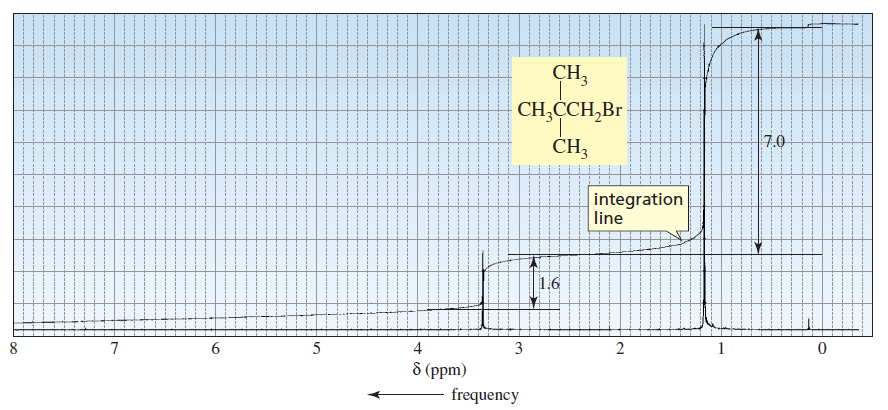 CH₃
CH₃CCH₂Br
CH₃
7.0
integration
line
1.6
8 7 6 5 4 3 2 1 0
δ (ppm)
frequency